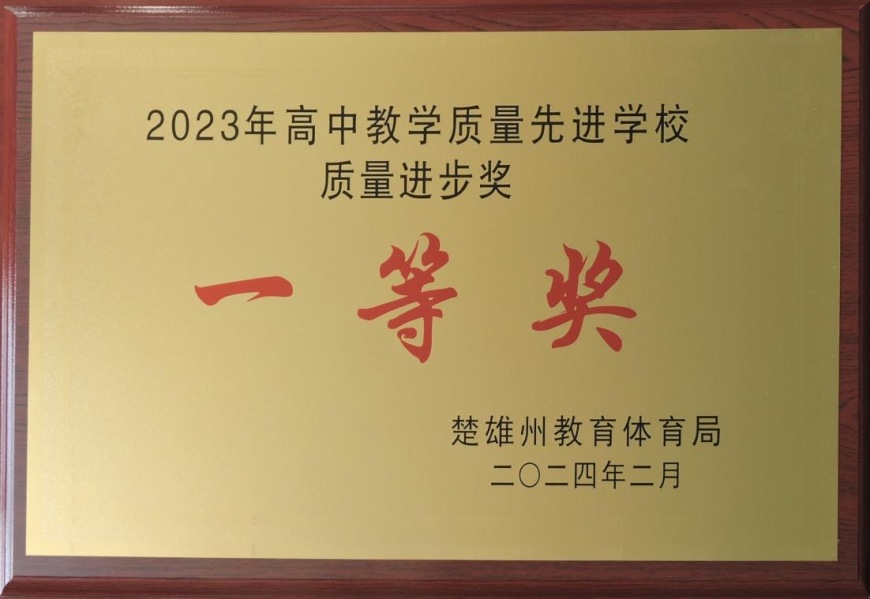 2023年高中教学质量先进学校
质量进步奖
一等奖
楚雄州教育体育局
二〇二四年二月